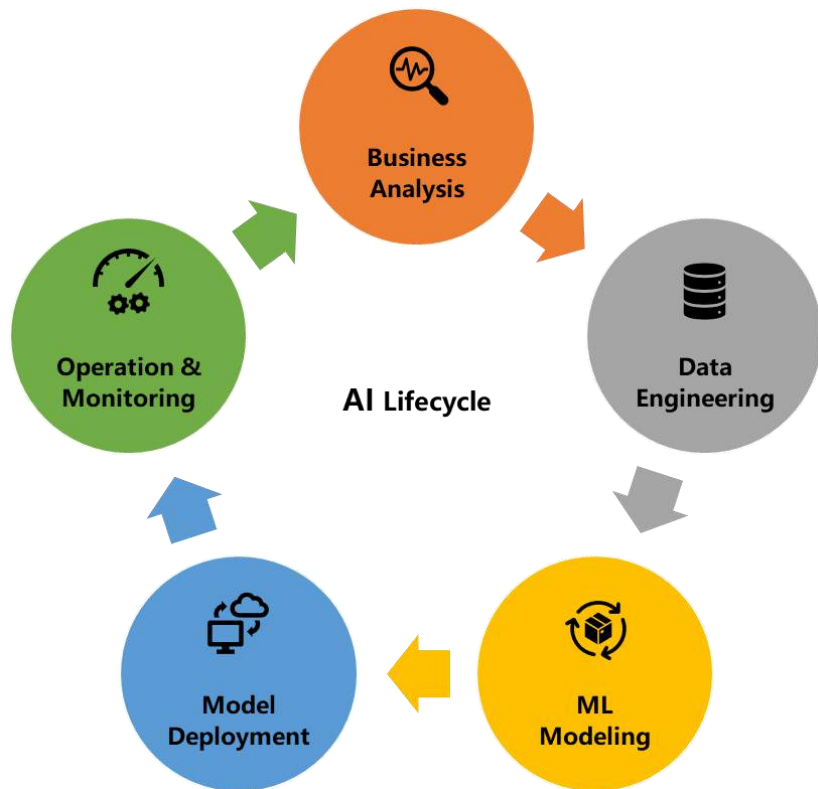 Business
Analysis
Data
Engineering
ML
Modeling
Model
Deployment
Operation &
Monitoring
AI Lifecycle